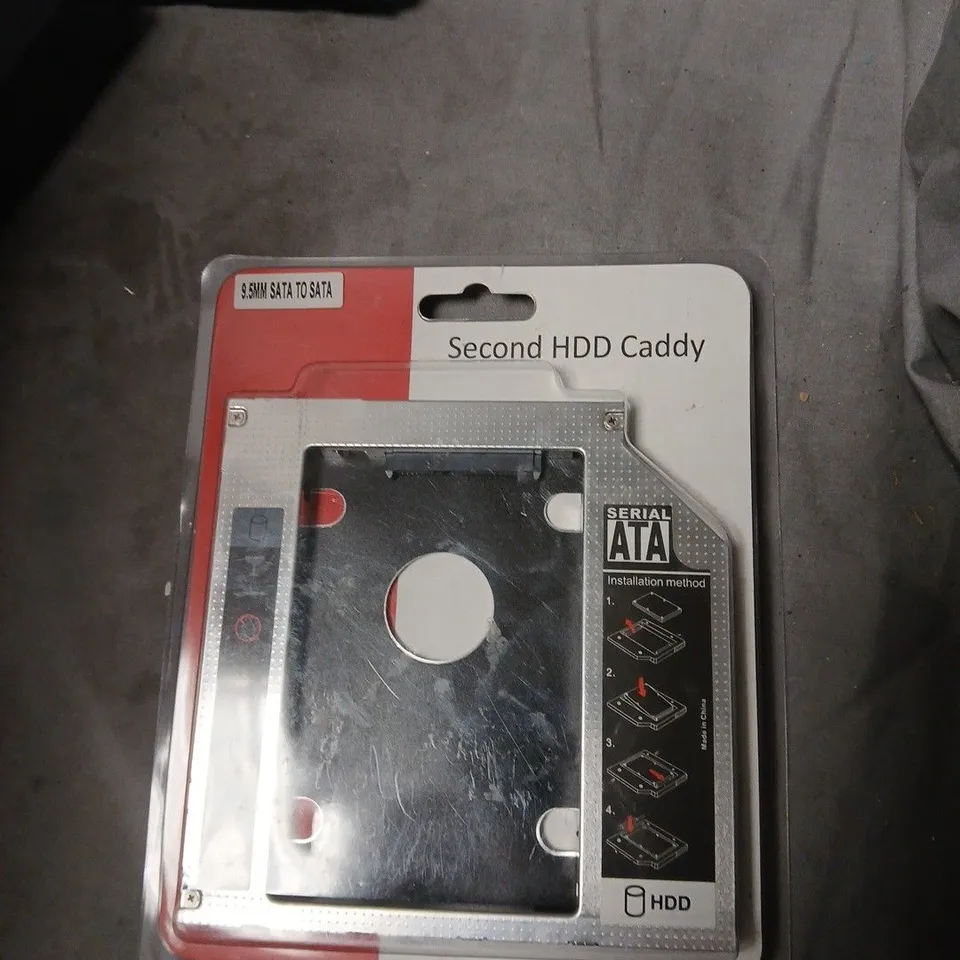 9.5MM SATA TO SATA
Second HDD Caddy
SERIAL
ATA
Installation method
1.
2.
3.
4.
Made in China
HDD